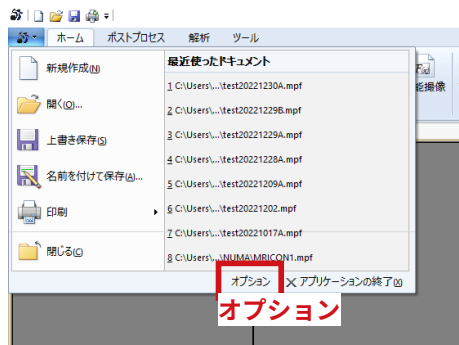 ホーム ポストプロセス 解析 ツール
新規作成(N)
開く(O)...
上書き保存(S)
名前を付けて保存(A)...
印刷
閉じる(C)
最近使ったドキュメント
1 C:\Users\...\test20221230A.mpf
2 C:\Users\...\test20221229B.mpf
3 C:\Users\...\test20221229A.mpf
4 C:\Users\...\test20221228A.mpf
5 C:\Users\...\test20221209A.mpf
6 C:\Users\...\test20221202.mpf
7 C:\Users\...\test20221017A.mpf
8 C:\Users\...\NUMA\MRICON1.mpf
能撮像
オプション アプリケーションの終了(X)
オプション